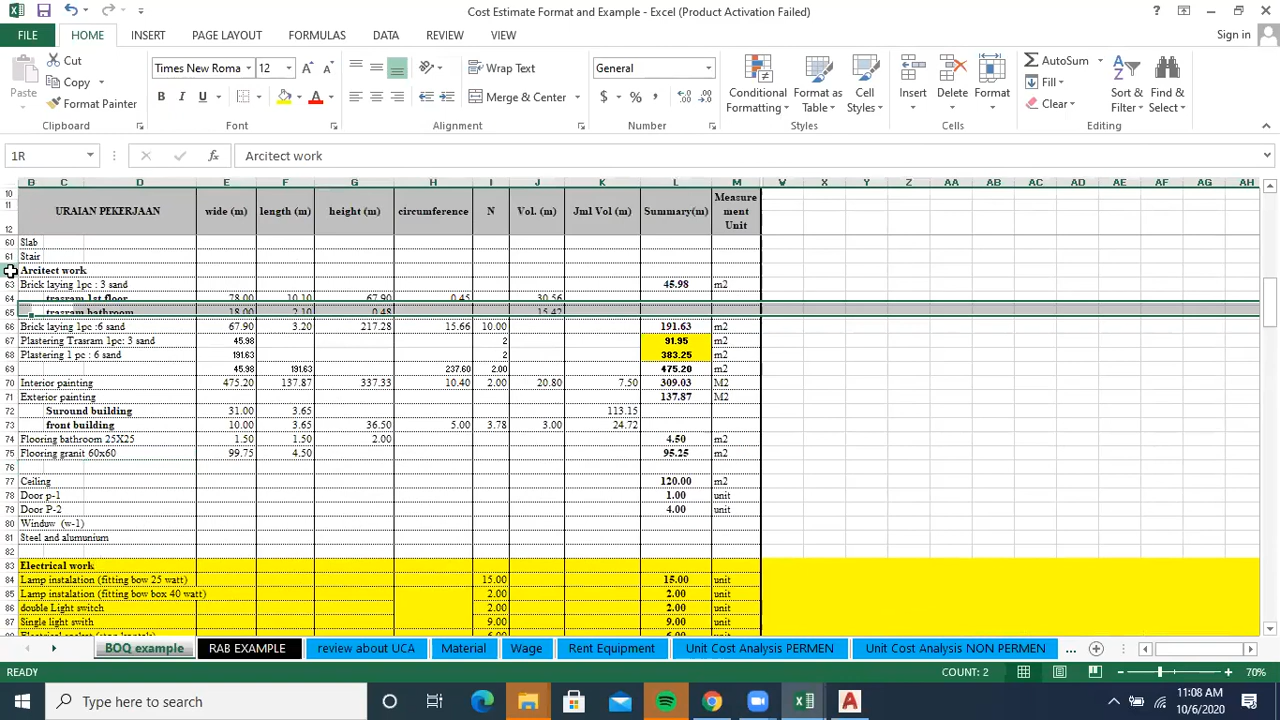 Cost Estimate Format and Example - Excel (Product Activation Failed)
FILE HOME INSERT PAGE LAYOUT FORMULAS DATA REVIEW VIEW Sign in
Cut
Copy
Format Painter
Paste
Clipboard
Times New Roma 12
B I U
Font
Wrap Text
Merge & Center
Alignment
General
$ % ,
Number
Conditional Formatting
Format as Table
Cell Styles
Styles
Insert Delete Format
Cells
AutoSum
Fill
Clear
Sort & Filter
Find & Select
Editing
1R Arcitect work
B C D E F G H I J K L M W X Y Z AA AB AC AD AE AF AG AH
10
11
12
URAIAN PEKERJAAN wide (m) length (m) height (m) circumference N Vol. (m) Jml Vol (m) Summary(m) Measure ment Unit
60 Slab
61 Stair
Arcitect work
63 Brick laying 1pc : 3 sand 45.98 m2
64 trasram 1st floor 78.00 10.10 67.90 0.45 30.56
65 trasram bathroom 18.00 2.10 0.48 15.42
66 Brick laying 1pc :6 sand 67.90 3.20 217.28 15.66 10.00 191.63 m2
67 Plastering Trasram 1pc: 3 sand 45.98 2 91.95 m2
68 Plastering 1 pc : 6 sand 191.63 2 383.25 m2
69 45.98 191.63 237.60 2.00 475.20 m2
70 Interior painting 475.20 137.87 337.33 10.40 2.00 20.80 7.50 309.03 M2
71 Exterior painting 137.87 M2
72 Suround building 31.00 3.65 113.15
73 front building 10.00 3.65 36.50 5.00 3.78 3.00 24.72
74 Flooring bathroom 25X25 1.50 1.50 2.00 4.50 m2
75 Flooring granit 60x60 99.75 4.50 95.25 m2
76
77 Ceiling 120.00 m2
78 Door p-1 1.00 unit
79 Door P-2 4.00 unit
80 Winduw (w-1)
81 Steel and alumunium
82
83 Electrical work
84 Lamp instalation (fitting bow 25 watt) 15.00 15.00 unit
85 Lamp instalation (fitting bow box 40 watt) 2.00 2.00 unit
86 double Light switch 2.00 2.00 unit
87 Single light swith 9.00 9.00 unit
BOQ example RAB EXAMPLE review about UCA Material Wage Rent Equipment Unit Cost Analysis PERMEN Unit Cost Analysis NON PERMEN ...
READY COUNT: 2 70%
Type here to search
11:08 AM
10/6/2020